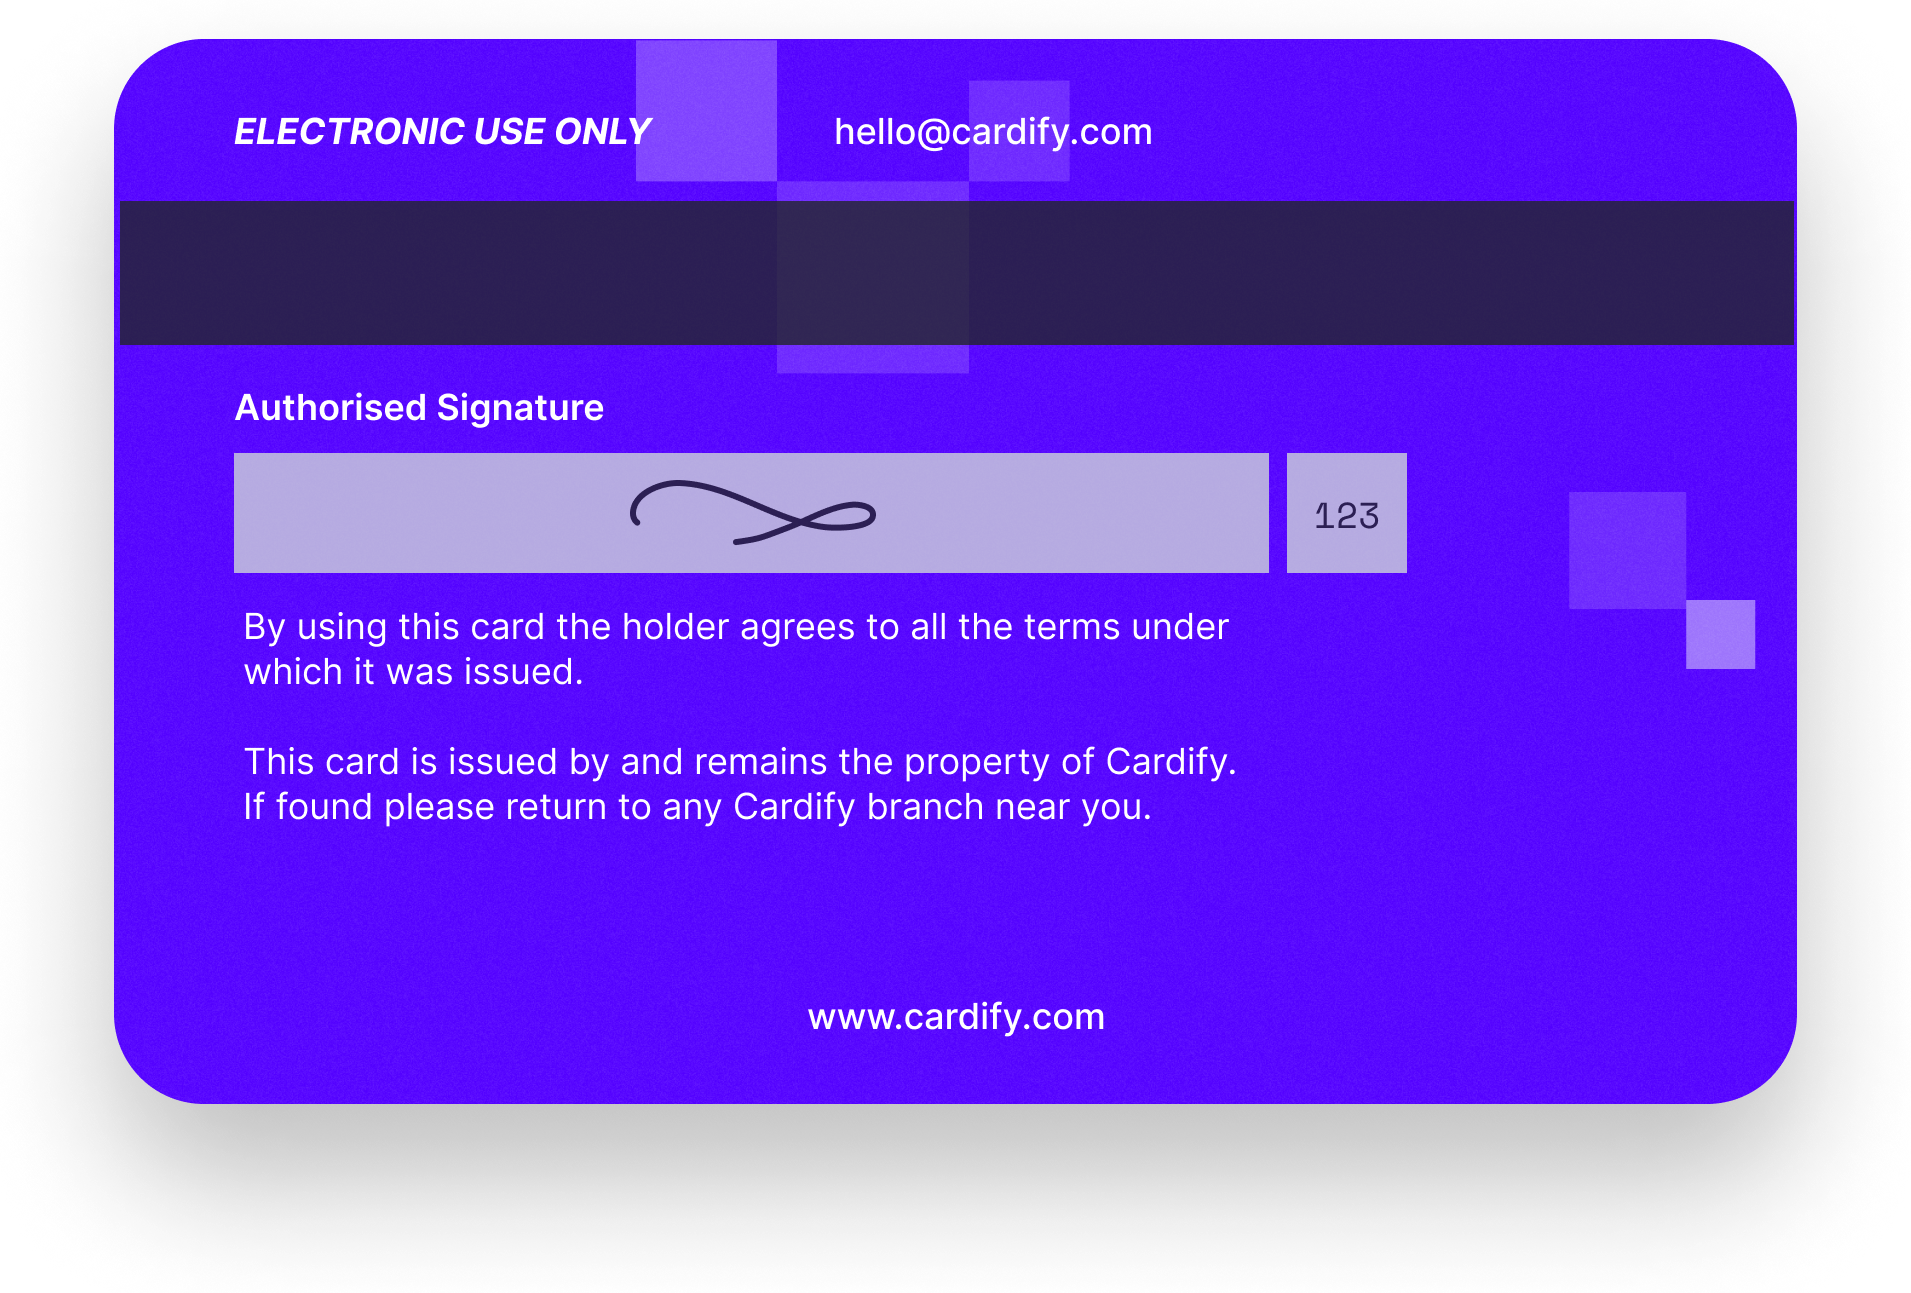 ELECTRONIC USE ONLY
hello@cardify.com
Authorised Signature
123
By using this card the holder agrees to all the terms under
which it was issued.
This card is issued by and remains the property of Cardify.
If found please return to any Cardify branch near you.
www.cardify.com